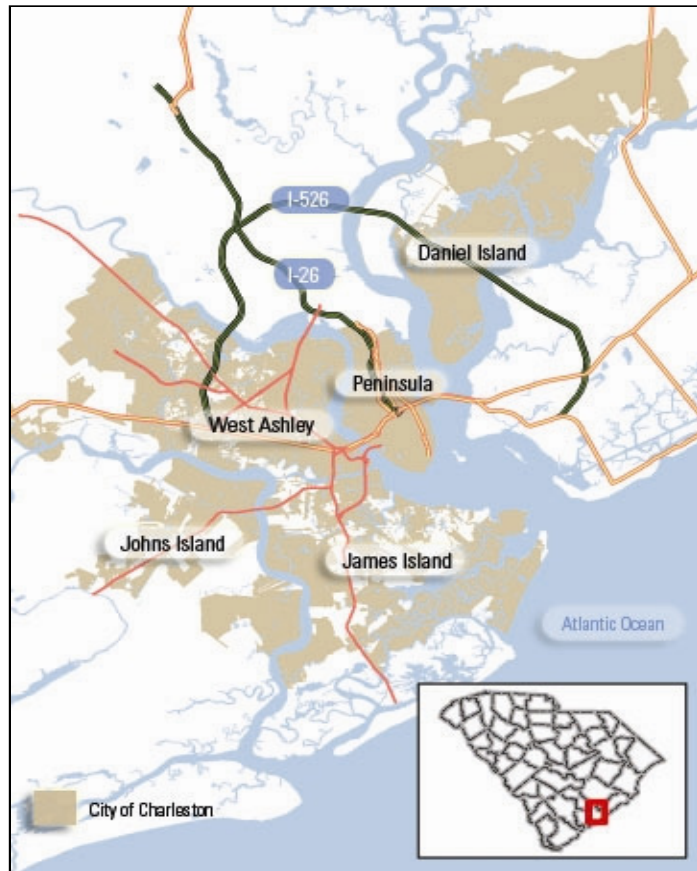 I-526
Daniel Island
I-26
Peninsula
West Ashley
Johns Island
James Island
Atlantic Ocean
City of Charleston